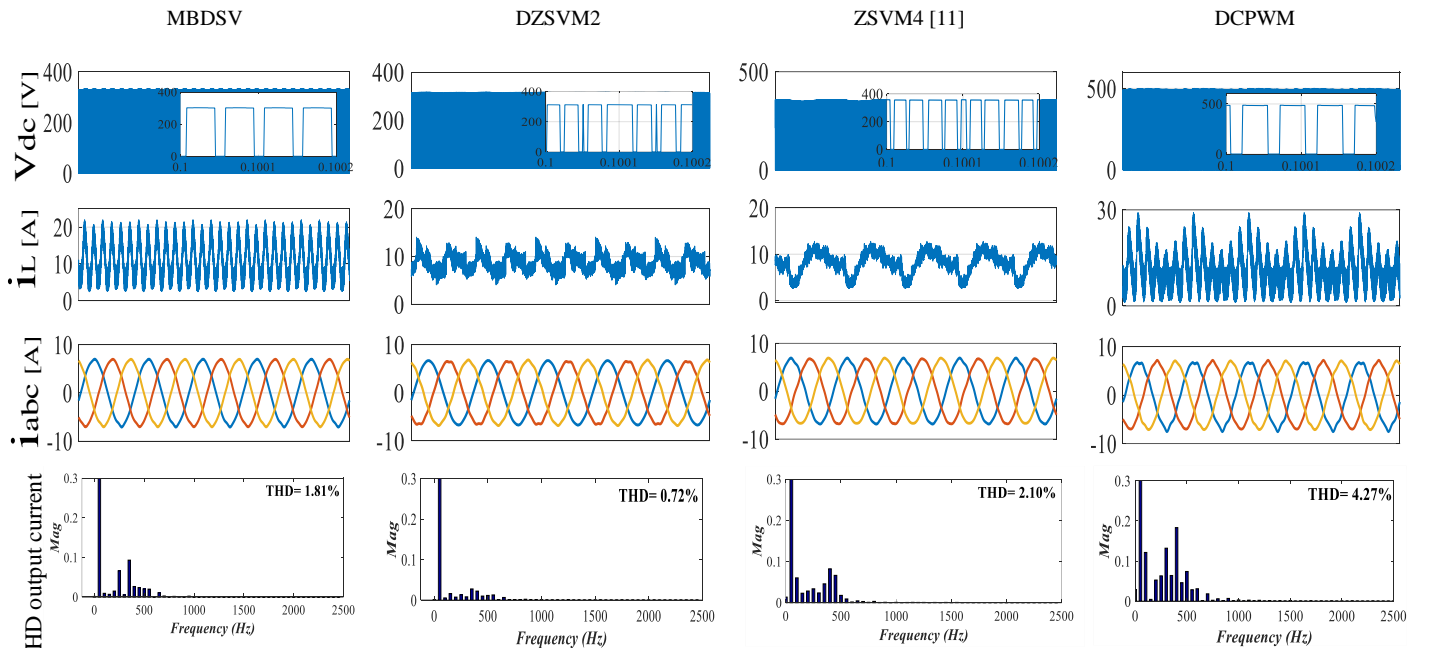 MBDSV DZSVM2 ZSVM4 [11] DCPWM
Vdc [V]
400
200
0
400
200
0
0.1 0.1001 0.1002
400
200
0
400
200
0
0.1 0.1001 0.1002
500
0
400
200
0
0.1 0.1001 0.1002
500
0
500
0
0.1 0.1001 0.1002
iL [A]
20
10
0
20
10
0
20
10
0
30
0
iabc [A]
10
0
-10
10
0
-10
10
0
-10
10
0
-10
HD output current
THD= 1.81%
Mag
0.3
0.2
0.1
0
0 500 1000 1500 2000 2500
Frequency (Hz)
THD= 0.72%
Mag
0.3
0.2
0.1
0
0 500 1000 1500 2000 2500
Frequency (Hz)
THD= 2.10%
Mag
0.3
0.2
0.1
0
0 500 1000 1500 2000 2500
Frequency (Hz)
THD= 4.27%
Mag
0.3
0.2
0.1
0
0 500 1000 1500 2000 2500
Frequency (Hz)